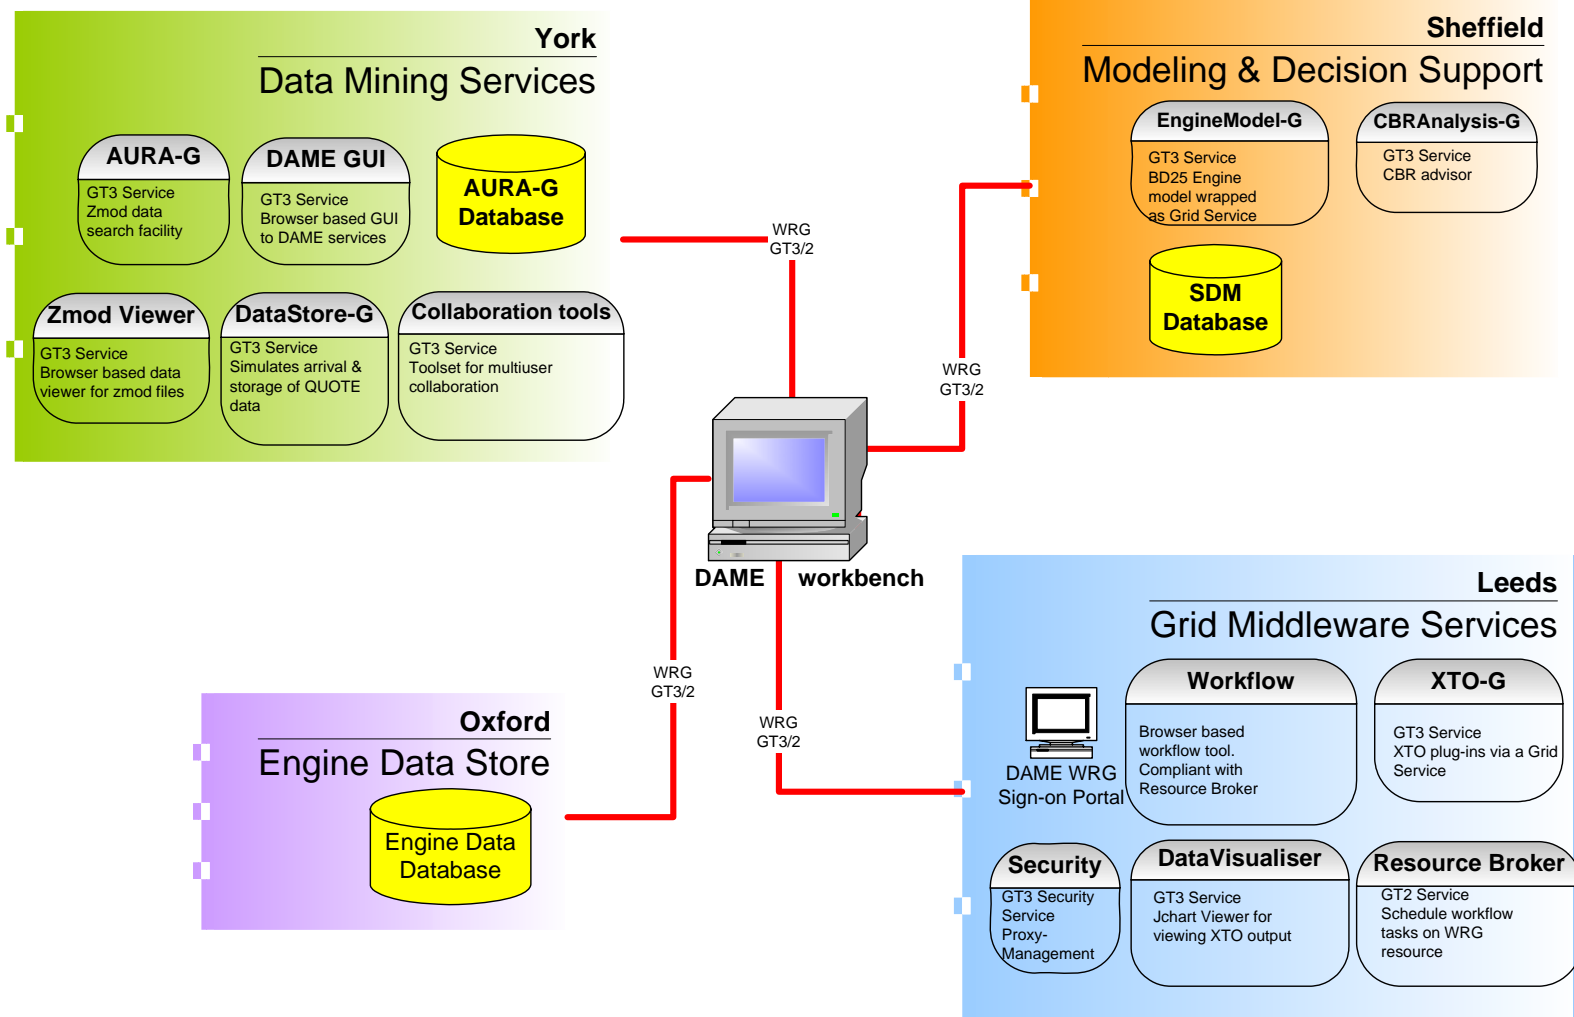 York
Data Mining Services
AURA-G
GT3 Service
Zmod data
search facility
DAME GUI
GT3 Service
Browser based GUI
to DAME services
AURA-G
Database
Zmod Viewer
GT3 Service
Browser based data
viewer for zmod files
DataStore-G
GT3 Service
Simulates arrival &
storage of QUOTE
data
Collaboration tools
GT3 Service
Toolset for multiuser
collaboration
Sheffield
Modeling & Decision Support
EngineModel-G
GT3 Service
BD25 Engine
model wrapped
as Grid Service
CBRAnalysis-G
GT3 Service
CBR advisor
SDM
Database
WRG
GT3/2
WRG
GT3/2
DAME workbench
WRG
GT3/2
WRG
GT3/2
Oxford
Engine Data Store
Engine Data
Database
Leeds
Grid Middleware Services
DAME WRG
Sign-on Portal
Workflow
Browser based
workflow tool.
Compliant with
Resource Broker
XTO-G
GT3 Service
XTO plug-ins via a Grid
Service
Security
GT3 Security
Service
Proxy-
Management
DataVisualiser
GT3 Service
Jchart Viewer for
viewing XTO output
Resource Broker
GT2 Service
Schedule workflow
tasks on WRG
resource